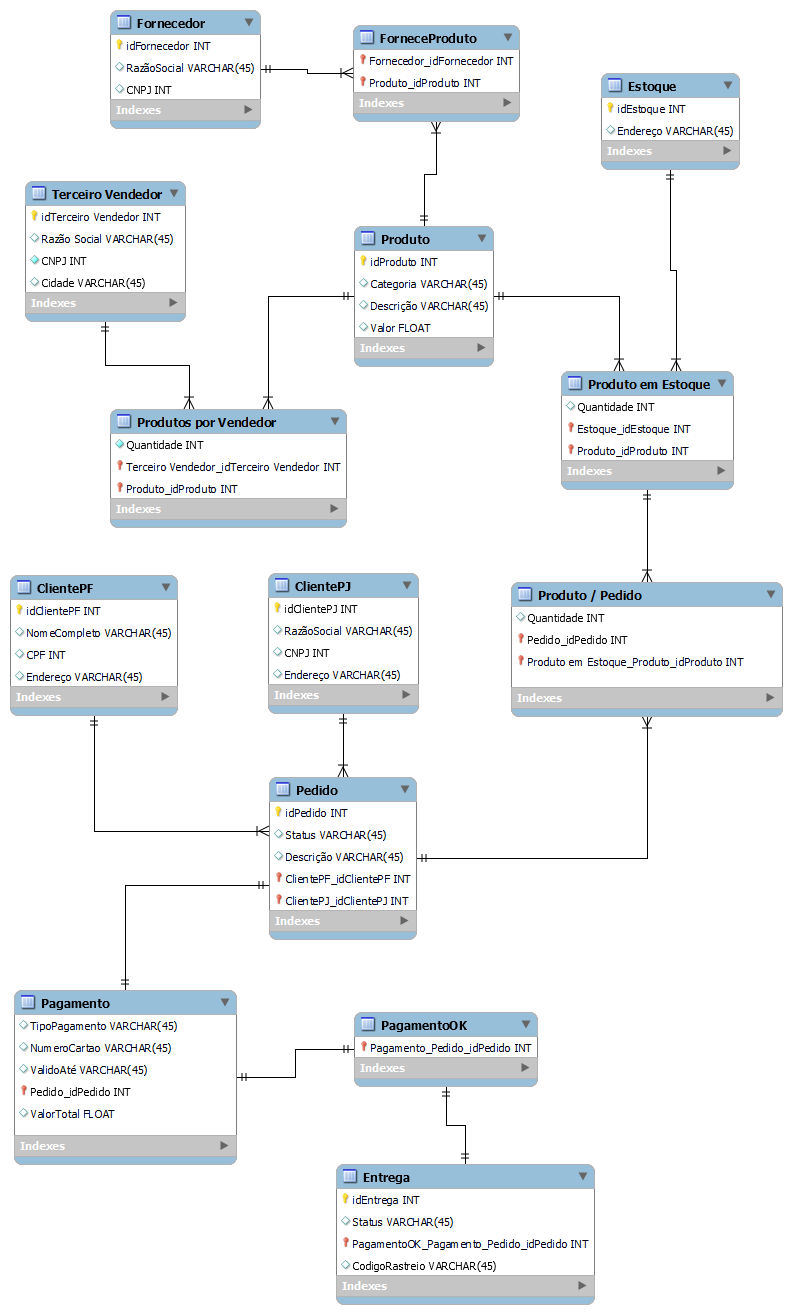 Fornecedor
idFornecedor INT
RazãoSocial VARCHAR(45)
CNPJ INT
Indexes
ForneceProduto
Fornecedor_idFornecedor INT
Produto_idProduto INT
Indexes
Estoque
idEstoque INT
Endereço VARCHAR(45)
Indexes
Terceiro Vendedor
idTerceiro Vendedor INT
Razão Social VARCHAR(45)
CNPJ INT
Cidade VARCHAR(45)
Indexes
Produto
idProduto INT
Categoria VARCHAR(45)
Descrição VARCHAR(45)
Valor FLOAT
Indexes
Produto em Estoque
Quantidade INT
Estoque_idEstoque INT
Produto_idProduto INT
Indexes
Produtos por Vendedor
Quantidade INT
Terceiro Vendedor_idTerceiro Vendedor INT
Produto_idProduto INT
Indexes
ClientePF
idClientePF INT
NomeCompleto VARCHAR(45)
CPF INT
Endereço VARCHAR(45)
Indexes
ClientePJ
idClientePJ INT
RazãoSocial VARCHAR(45)
CNPJ INT
Endereço VARCHAR(45)
Indexes
Produto / Pedido
Quantidade INT
Pedido_idPedido INT
Produto em Estoque_Produto_idProduto INT
Indexes
Pedido
idPedido INT
Status VARCHAR(45)
Descrição VARCHAR(45)
ClientePF_idClientePF INT
ClientePJ_idClientePJ INT
Indexes
Pagamento
TipoPagamento VARCHAR(45)
NumeroCartao VARCHAR(45)
ValidoAté VARCHAR(45)
Pedido_idPedido INT
ValorTotal FLOAT
Indexes
PagamentoOK
Pagamento_Pedido_idPedido INT
Indexes
Entrega
idEntrega INT
Status VARCHAR(45)
PagamentoOK_Pagamento_Pedido_idPedido INT
CodigoRastreio VARCHAR(45)
Indexes